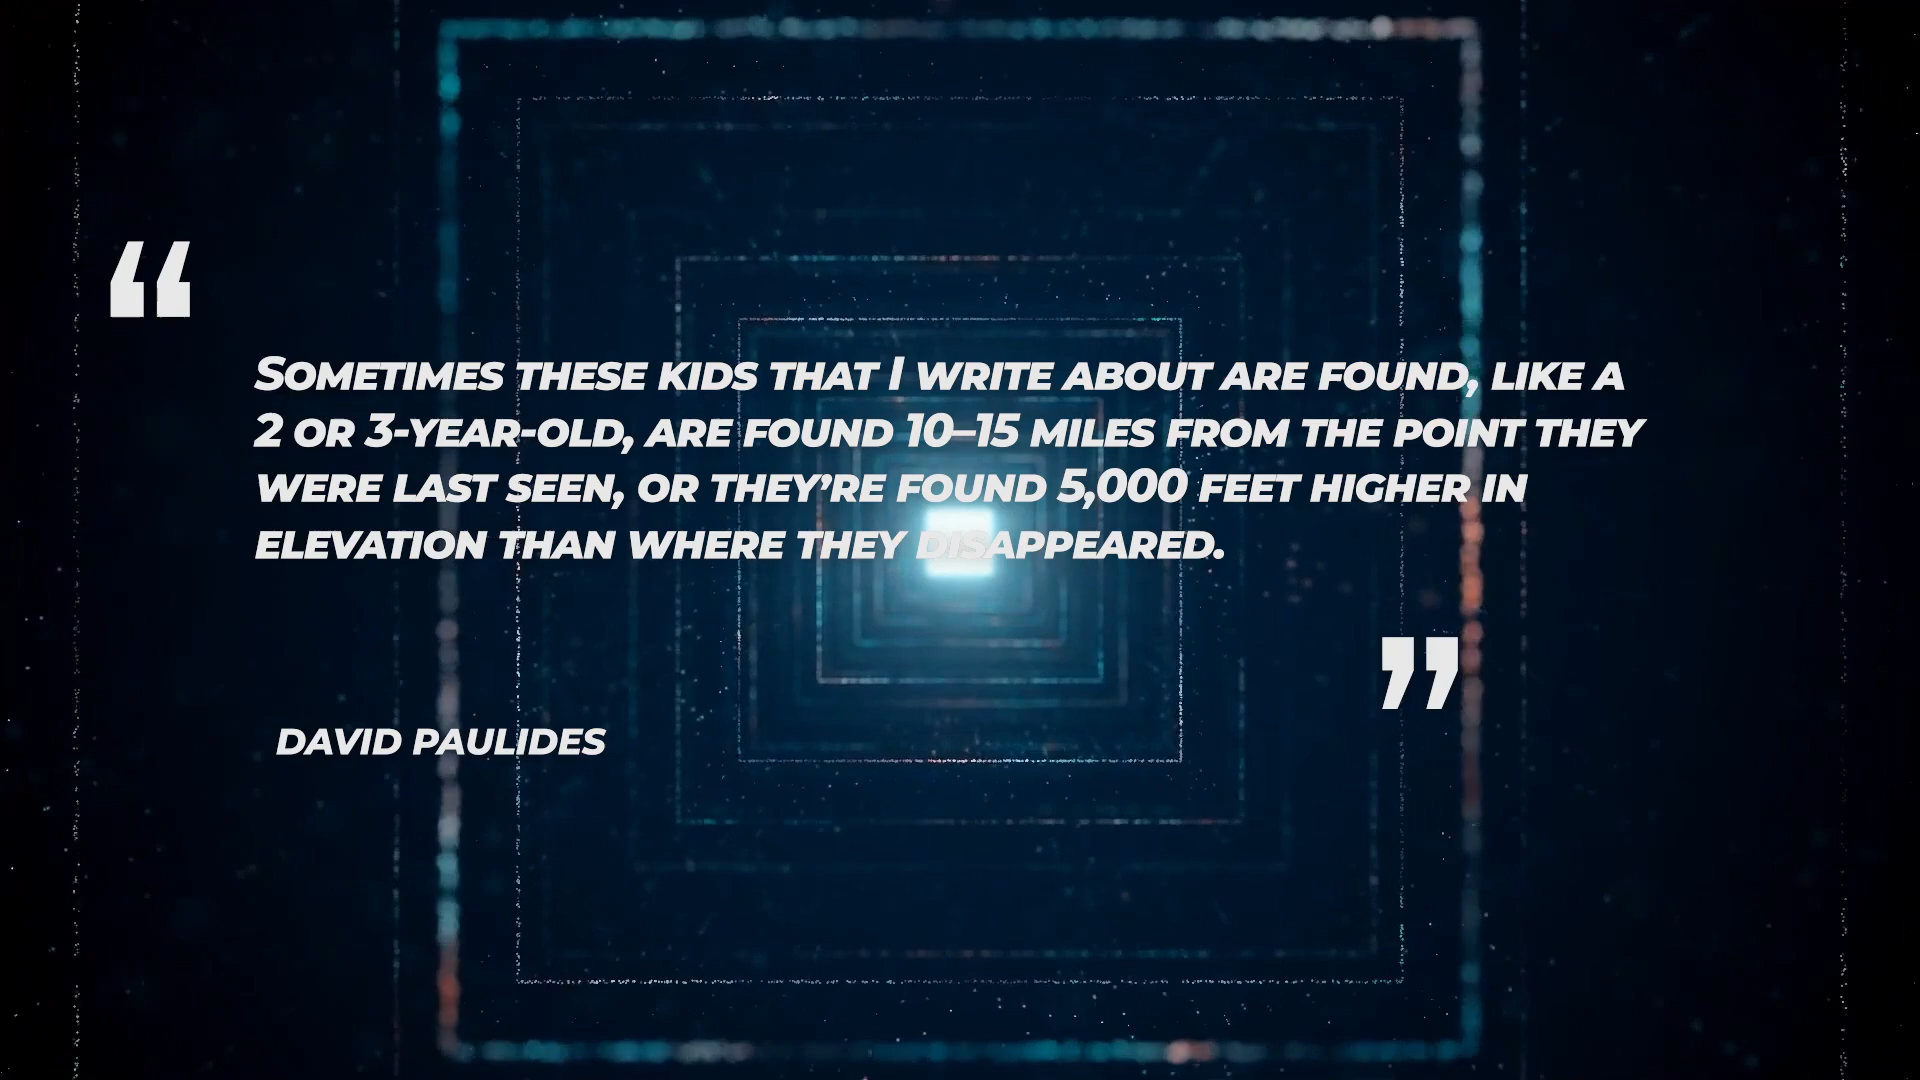 “
Sometimes these kids that I write about are found, like a
2 or 3-year-old, are found 10–15 miles from the point they
were last seen, or they’re found 5,000 feet higher in
elevation than where they disappeared.
”
DAVID PAULIDES